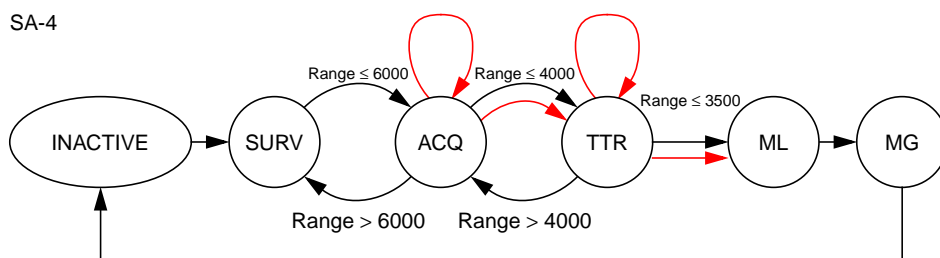 SA-4
Range ≤ 6000
Range ≤ 4000
Range ≤ 3500
INACTIVE
SURV
ACQ
TTR
ML
MG
Range > 6000
Range > 4000